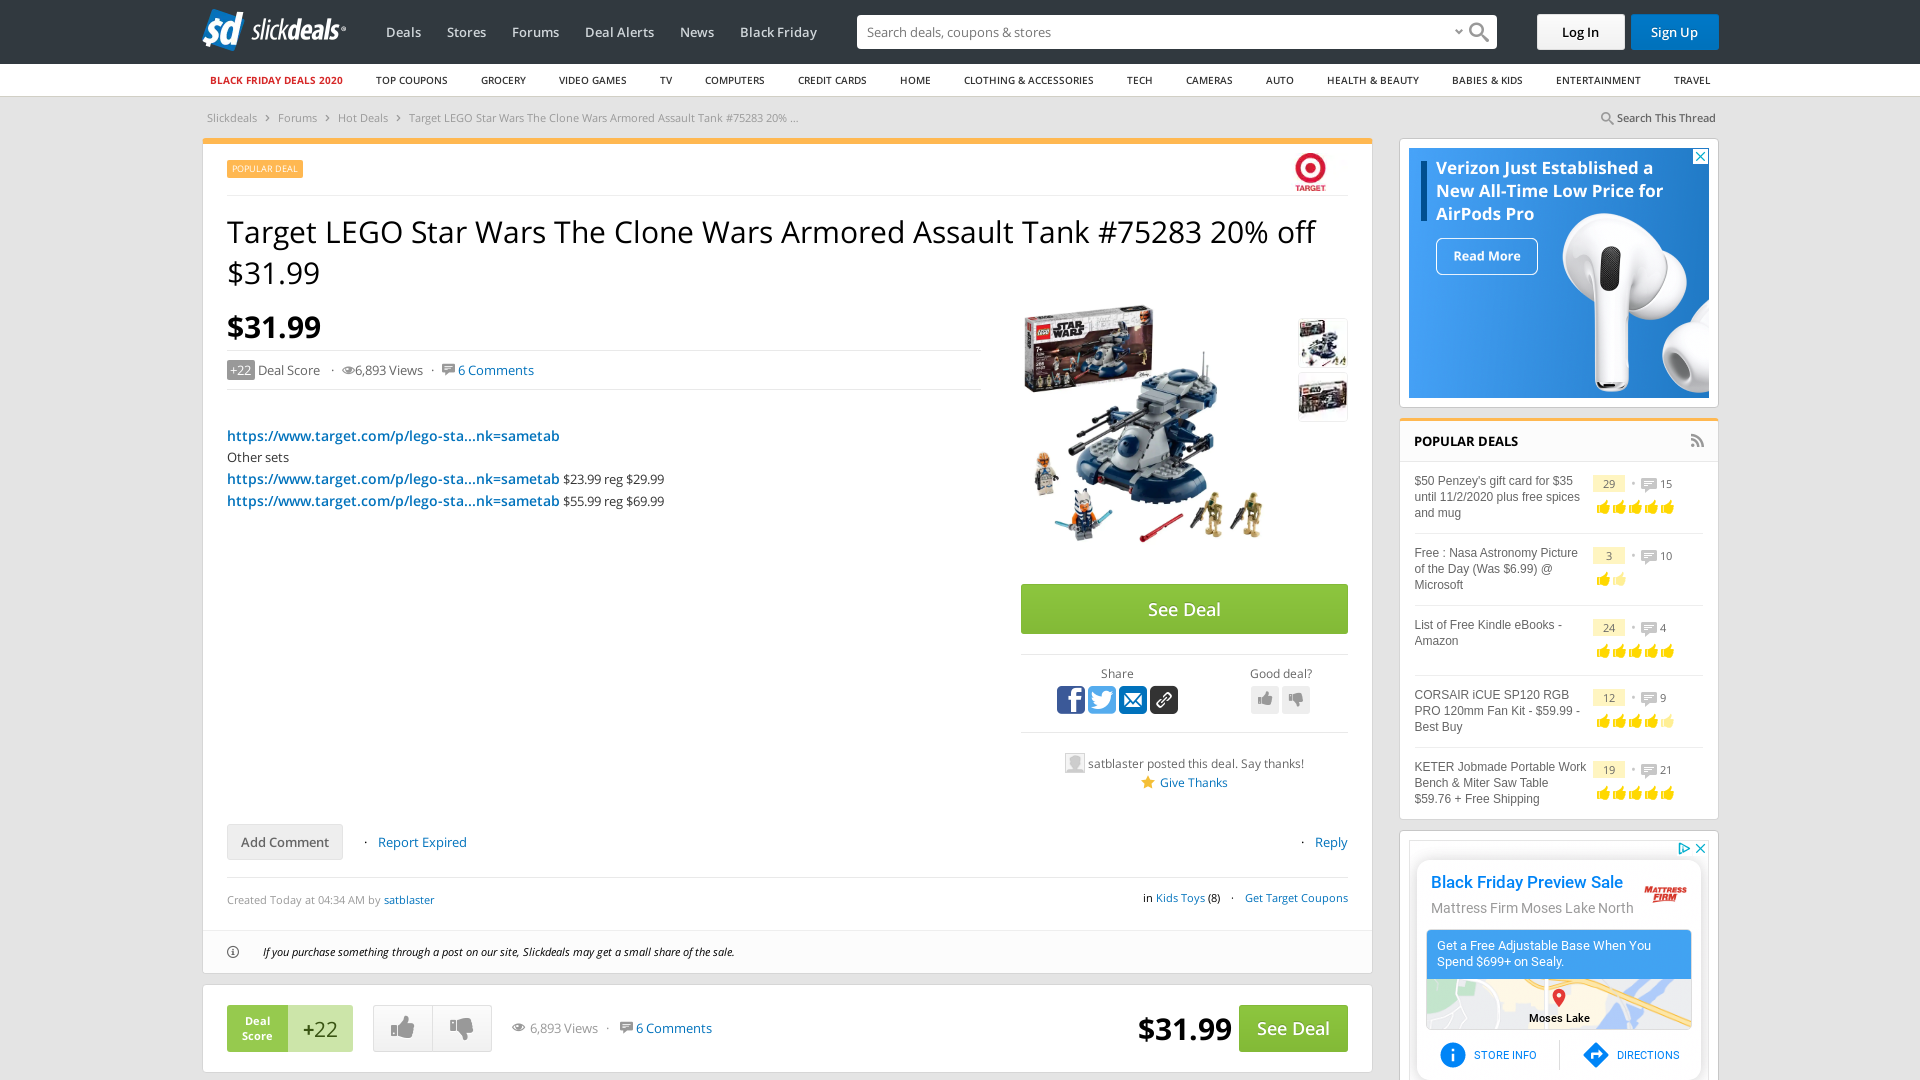 slickdeals
Deals
Stores
Forums
Deal Alerts
News
Black Friday
Search deals, coupons & shops
Log In
Sign Up
BLACK FRIDAY DEALS 2020
TOP COUPONS
GROCERY
VIDEO GAMES
TV
COMPUTERS
CREDIT CARDS
HOME
CLOTHING & ACCESSORIES
TECH
CAMERAS
AUTO
HEALTH & BEAUTY
BABIES & KIDS
ENTERTAINMENT
TRAVEL
Slickdeals › Forums › Hot Deals › Target LEGO Star Wars The Clone Wars Armored Assault Tank #75283 20% ...
Search This Thread
POPULAR DEAL
TARGET
Target LEGO Star Wars The Clone Wars Armored Assault Tank #75283 20% off
$31.99
$31.99
+22 Deal Score · 6,893 Views · 6 Comments
https://www.target.com/p/lego-sta...nk=sametab
Other sets
https://www.target.com/p/lego-sta...nk=sametab $23.99 reg $29.99
https://www.target.com/p/lego-sta...nk=sametab $55.99 reg $69.99
LEGO
STAR WARS
See Deal
Share
Good deal?
satblaster posted this deal. Say thanks!
Give Thanks
Add Comment
· Report Expired
· Reply
Created Today at 04:34 AM by satblaster
in Kids Toys (8) · Get Target Coupons
If you purchase something through a post on our site, Slickdeals may get a small share of the sale.
Deal
Score
+22
6,893 Views · 6 Comments
$31.99
See Deal
Verizon Just Established a
New All-Time Low Price for
AirPods Pro
Read More
POPULAR DEALS
$50 Penzey's gift card for $35
until 11/2/2020 plus free spices
and mug
29 • 15
Free : Nasa Astronomy Picture
of the Day (Was $6.99) @
Microsoft
3 • 10
List of Free Kindle eBooks -
Amazon
24 • 4
CORSAIR iCUE SP120 RGB
PRO 120mm Fan Kit - $59.99 -
Best Buy
12 • 9
KETER Jobmade Portable Work
Bench & Miter Saw Table
$59.76 + Free Shipping
19 • 21
Black Friday Preview Sale
Mattress Firm Moses Lake North
MATTRESS
FIRM
Get a Free Adjustable Base When You
Spend $699+ on Sealy.
Moses Lake
STORE INFO
DIRECTIONS